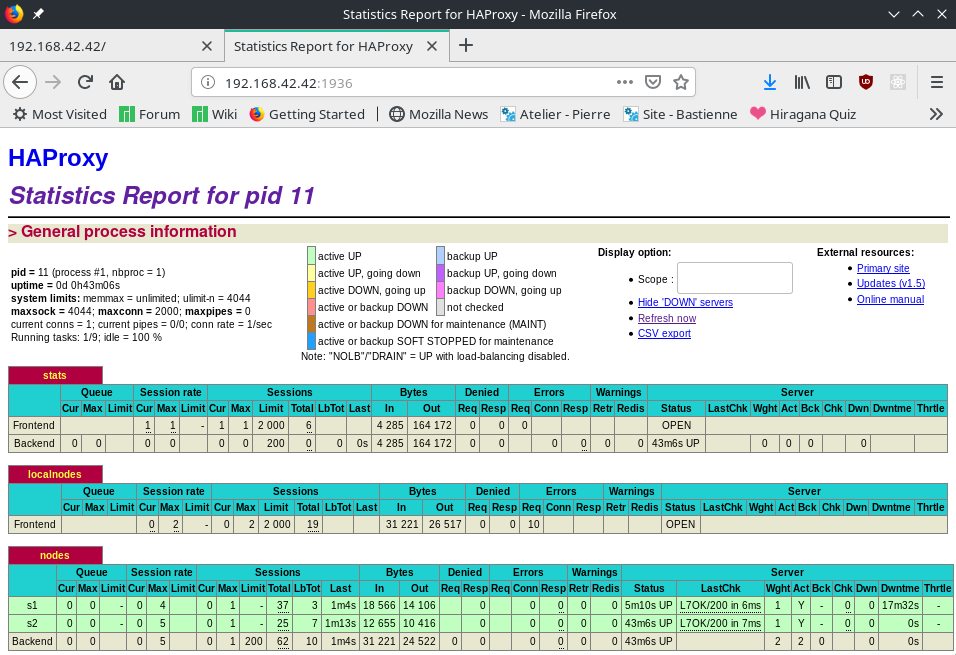 Statistics Report for HAProxy - Mozilla Firefox
192.168.42.42/
Statistics Report for HAProxy
192.168.42.42:1936
Most Visited Forum Wiki Getting Started Mozilla News Atelier - Pierre Site - Bastienne Hiragana Quiz
HAProxy
Statistics Report for pid 11
> General process information
pid = 11 (process #1, nbproc = 1)
uptime = 0d 0h43m06s
system limits: memmax = unlimited; ulimit-n = 4044
maxsock = 4044; maxconn = 2000; maxpipes = 0
current conns = 1; current pipes = 0/0; conn rate = 1/sec
Running tasks: 1/9; idle = 100 %
active UP backup UP
active UP, going down backup UP, going down
active DOWN, going up backup DOWN, going up
active or backup DOWN not checked
active or backup DOWN for maintenance (MAINT)
active or backup SOFT STOPPED for maintenance
Note: "NOLB"/"DRAIN" = UP with load-balancing disabled.
Display option:
Scope :
Hide 'DOWN' servers
Refresh now
CSV export
External resources:
Primary site
Updates (v1.5)
Online manual
stats
Queue Session rate Sessions Bytes Denied Errors Warnings Server
Cur Max Limit Cur Max Limit Cur Max Limit Total LbTot Last In Out Req Resp Req Conn Resp Retr Redis Status LastChk Wght Act Bck Chk Dwn Dwntme Thrtle
Frontend 1 1 - 1 1 2 000 6 4 285 164 172 0 0 0 OPEN
Backend 0 0 0 0 0 0 200 0 0 0s 4 285 164 172 0 0 0 0 0 0 43m6s UP 0 0 0 0
localnodes
Queue Session rate Sessions Bytes Denied Errors Warnings Server
Cur Max Limit Cur Max Limit Cur Max Limit Total LbTot Last In Out Req Resp Req Conn Resp Retr Redis Status LastChk Wght Act Bck Chk Dwn Dwntme Thrtle
Frontend 0 2 - 0 2 2 000 19 31 221 26 517 0 0 10 OPEN
nodes
Queue Session rate Sessions Bytes Denied Errors Warnings Server
Cur Max Limit Cur Max Limit Cur Max Limit Total LbTot Last In Out Req Resp Req Conn Resp Retr Redis Status LastChk Wght Act Bck Chk Dwn Dwntme Thrtle
s1 0 0 - 0 4 0 1 - 37 3 1m4s 18 566 14 106 0 0 0 0 0 5m10s UP L7OK/200 in 6ms 1 Y - 0 0 17m32s -
s2 0 0 - 0 5 0 1 - 25 7 1m13s 12 655 10 416 0 0 0 0 0 43m6s UP L7OK/200 in 7ms 1 Y - 0 0 0s -
Backend 0 0 0 5 0 1 200 62 10 1m4s 31 221 24 522 0 0 0 0 0 0 43m6s UP 2 2 0 0 0s